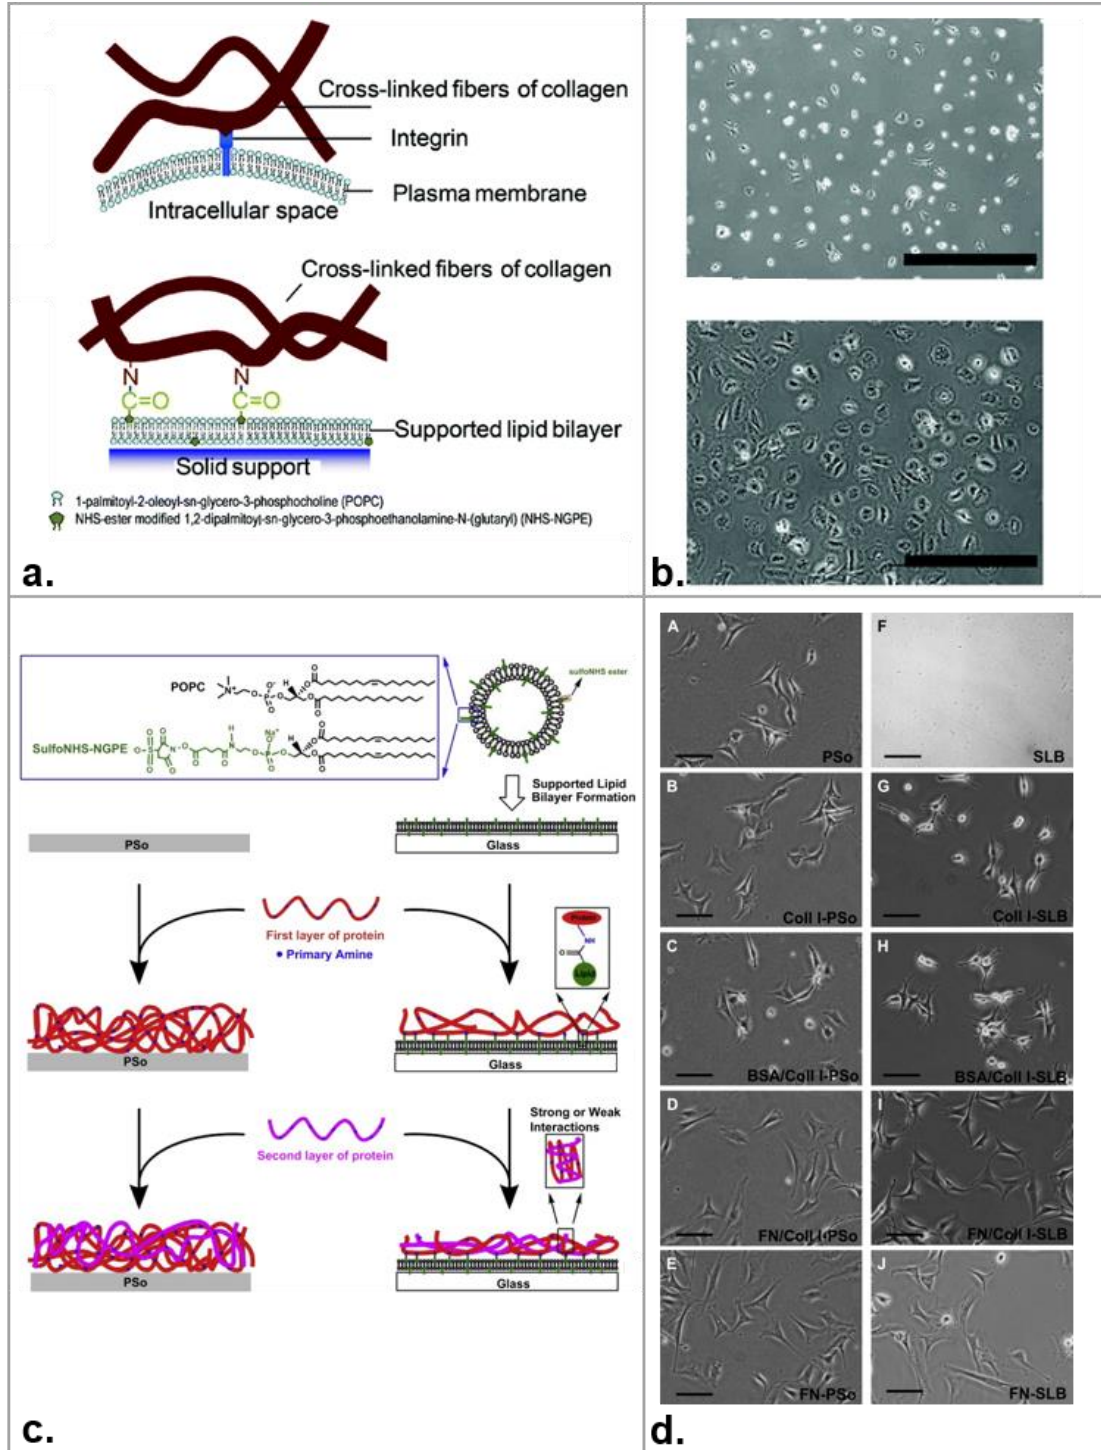 Cross-linked fibers of collagen
Integrin
Plasma membrane
Intracellular space
Cross-linked fibers of collagen
N
N
C=O
C=O
Supported lipid bilayer
Solid support
1-palmitoyl-2-oleoyl-sn-glycero-3-phosphocholine (POPC)
NHS-ester modified 1,2-dipalmitoyl-sn-glycero-3-phosphoethanolamine-N-(glutaryl) (NHS-NGPE)
a.
b.
POPC
SulfoNHS-NGPE
sulfoNHS ester
Supported Lipid
Bilayer Formation
PSo
Glass
First layer of protein
• Primary Amine
Protein
NH
O
C
Lipid
PSo
Glass
Second layer of protein
Strong or Weak
Interactions
PSo
Glass
c.
A
PSo
F
SLB
B
Coll I-PSo
G
Coll I-SLB
C
BSA/Coll I-PSo
H
BSA/Coll I-SLB
D
FN/Coll I-PSo
I
FN/Coll I-SLB
E
FN-PSo
J
FN-SLB
d.